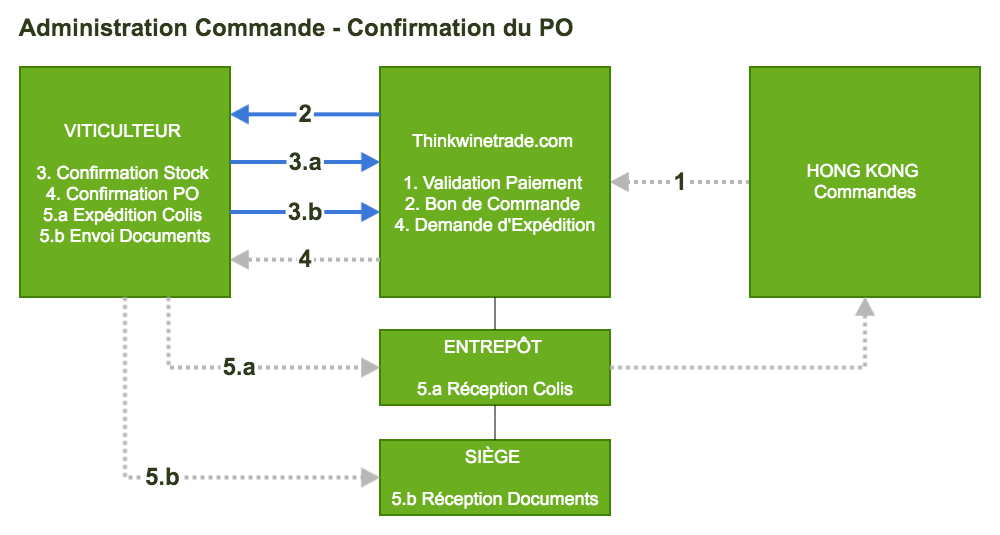 Administration Commande - Confirmation du PO
VITICULTEUR
3. Confirmation Stock
4. Confirmation PO
5.a Expédition Colis
5.b Envoi Documents
2
3.a
3.b
4
Thinkwinetrade.com
1. Validation Paiement
2. Bon de Commande
4. Demande d'Expédition
1
HONG KONG
Commandes
5.a
ENTREPÔT
5.a Réception Colis
5.b
SIÈGE
5.b Réception Documents